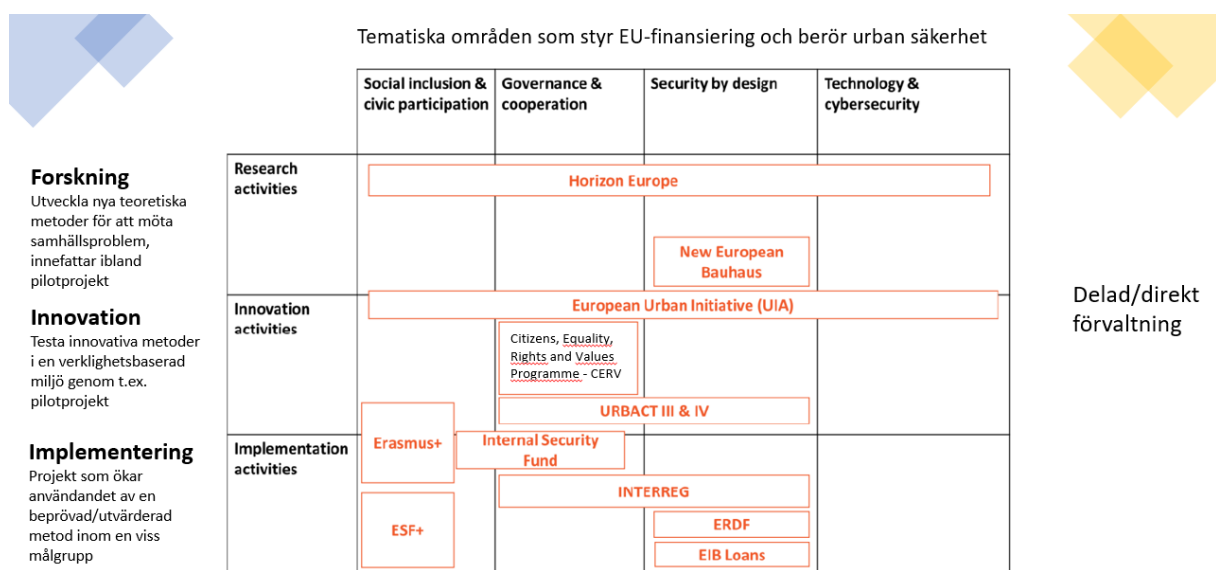 Tematiska områden som styr EU-finansiering och berör urban säkerhet
Social inclusion &
civic participation
Governance &
cooperation
Security by design
Technology &
cybersecurity
Forskning
Utveckla nya teoretiska
metoder för att möta
samhällsproblem,
innefattar ibland
pilotprojekt
Research
activities
Horizon Europe
New European
Bauhaus
Innovation
Testa innovativa metoder
i en verklighetsbaserad
miljö genom t.ex.
pilotprojekt
Innovation
activities
European Urban Initiative (UIA)
Citizens, Equality,
Rights and Values
Programme - CERV
URBACT III & IV
Delad/direkt
förvaltning
Implementering
Projekt som ökar
användandet av en
beprövad/utvärderad
metod inom en viss
målgrupp
Implementation
activities
Erasmus+
Internal Security
Fund
INTERREG
ESF+
ERDF
EIB Loans